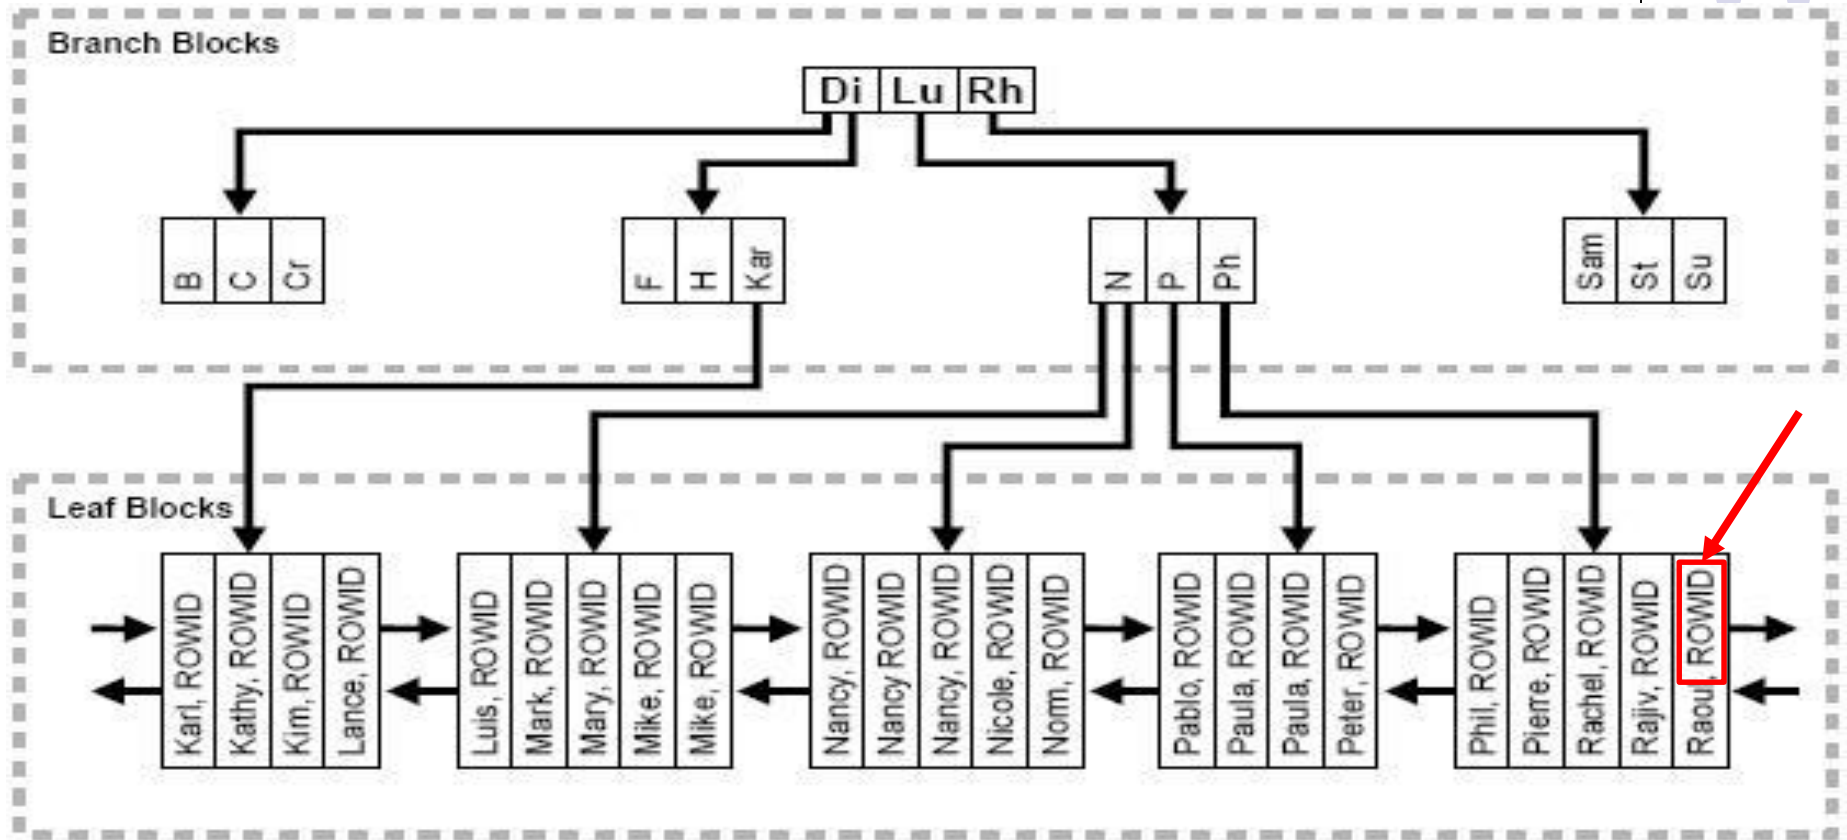 Branch Blocks
Di Lu Rh
B C Cr
F H Kar
N P Ph
Sam St Su
Leaf Blocks
Karl, ROWID
Kathy, ROWID
Kim, ROWID
Lance, ROWID
Luis, ROWID
Mark, ROWID
Mary, ROWID
Mike, ROWID
Mike, ROWID
Nancy, ROWID
Nancy ROWID
Nancy, ROWID
Nicole, ROWID
Norm, ROWID
Pablo, ROWID
Paula, ROWID
Paula, ROWID
Peter, ROWID
Phil, ROWID
Pierre, ROWID
Rachel, ROWID
Rajiv, ROWID
Raoul, ROWID